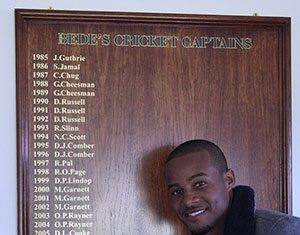 BEDE'S CRICKET CAPTAINS
1985 J.Guthrie
1986 S.Jamal
1987 C.Chug
1988 G.Cheesman
1989 G.Cheesman
1990 D.Russell
1991 D.Russell
1992 D.Russell
1993 R.Slinn
1994 N.C.Scott
1995 D.J.Comber
1996 D.J.Comber
1997 R.Pal
1998 R.O.Page
1999 D.P.Lindop
2000 M.Garnett
2001 M.Garnett
2002 M.Garnett
2003 O.P.Rayner
2004 O.P.Rayner
2005 D.L.Cooke